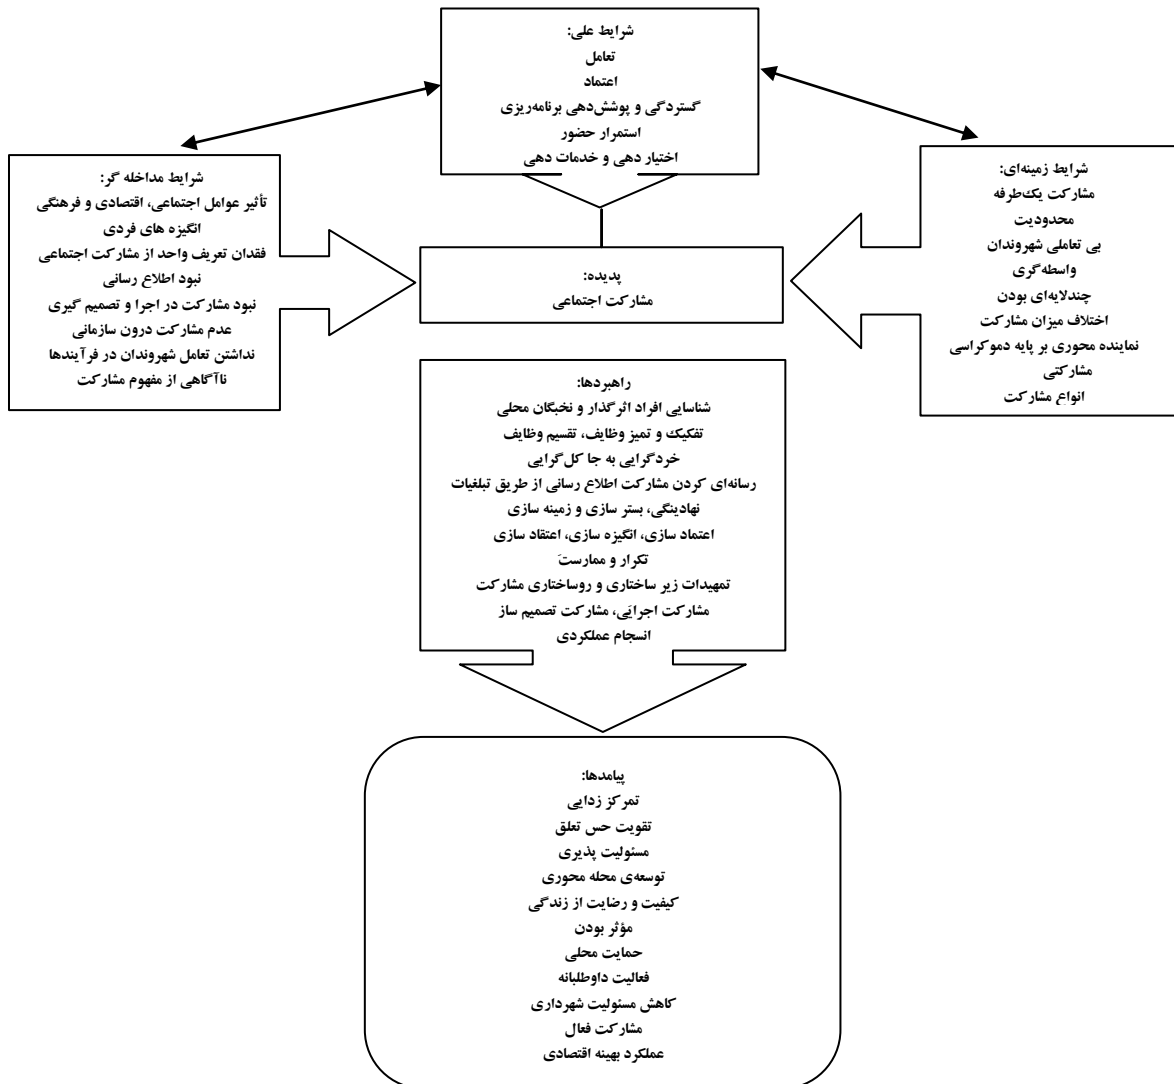 شرایط علی:
تعامل
اعتماد
گستردگی و پوشش‌دهی برنامه‌ریزی
استمرار حضور
اختیار دهی و خدمات دهی
شرایط زمینه‌ای:
مشارکت یک‌طرفه
محدودیت
بی تعاملی شهروندان
واسطه‌گری
چندلایه‌ای بودن
اختلاف میزان مشارکت
نماینده محوری بر پایه دموکراسی
مشارکتی
انواع مشارکت
شرایط مداخله گر:
تأثیر عوامل اجتماعی، اقتصادی و فرهنگی
انگیزه های فردی
فقدان تعریف واحد از مشارکت اجتماعی
نبود اطلاع رسانی
نبود مشارکت در اجرا و تصمیم گیری
عدم مشارکت درون سازمانی
نداشتن تعامل شهروندان در فرآیندها
ناآگاهی از مفهوم مشارکت
پدیده:
مشارکت اجتماعی
راهبردها:
شناسایی افراد اثرگذار و نخبگان محلی
تفکیک و تمیز وظایف، تقسیم وظایف
خردگرایی به جا کل‌گرایی
رسانه‌ای کردن مشارکت اطلاع رسانی از طریق تبلغیات
نهادینگی، بستر سازی و زمینه سازی
اعتماد سازی، انگیزه سازی، اعتقاد سازی
تکرار و ممارست
تمهیدات زیر ساختاری و روساختاری مشارکت
مشارکت اجرایی، مشارکت تصمیم ساز
انسجام عملکردی
پیامدها:
تمرکز زدایی
تقویت حس تعلق
مسئولیت پذیری
توسعه‌ی محله محوری
کیفیت و رضایت از زندگی
مؤثر بودن
حمایت محلی
فعالیت داوطلبانه
کاهش مسئولیت شهرداری
مشارکت فعال
عملکرد بهینه اقتصادی